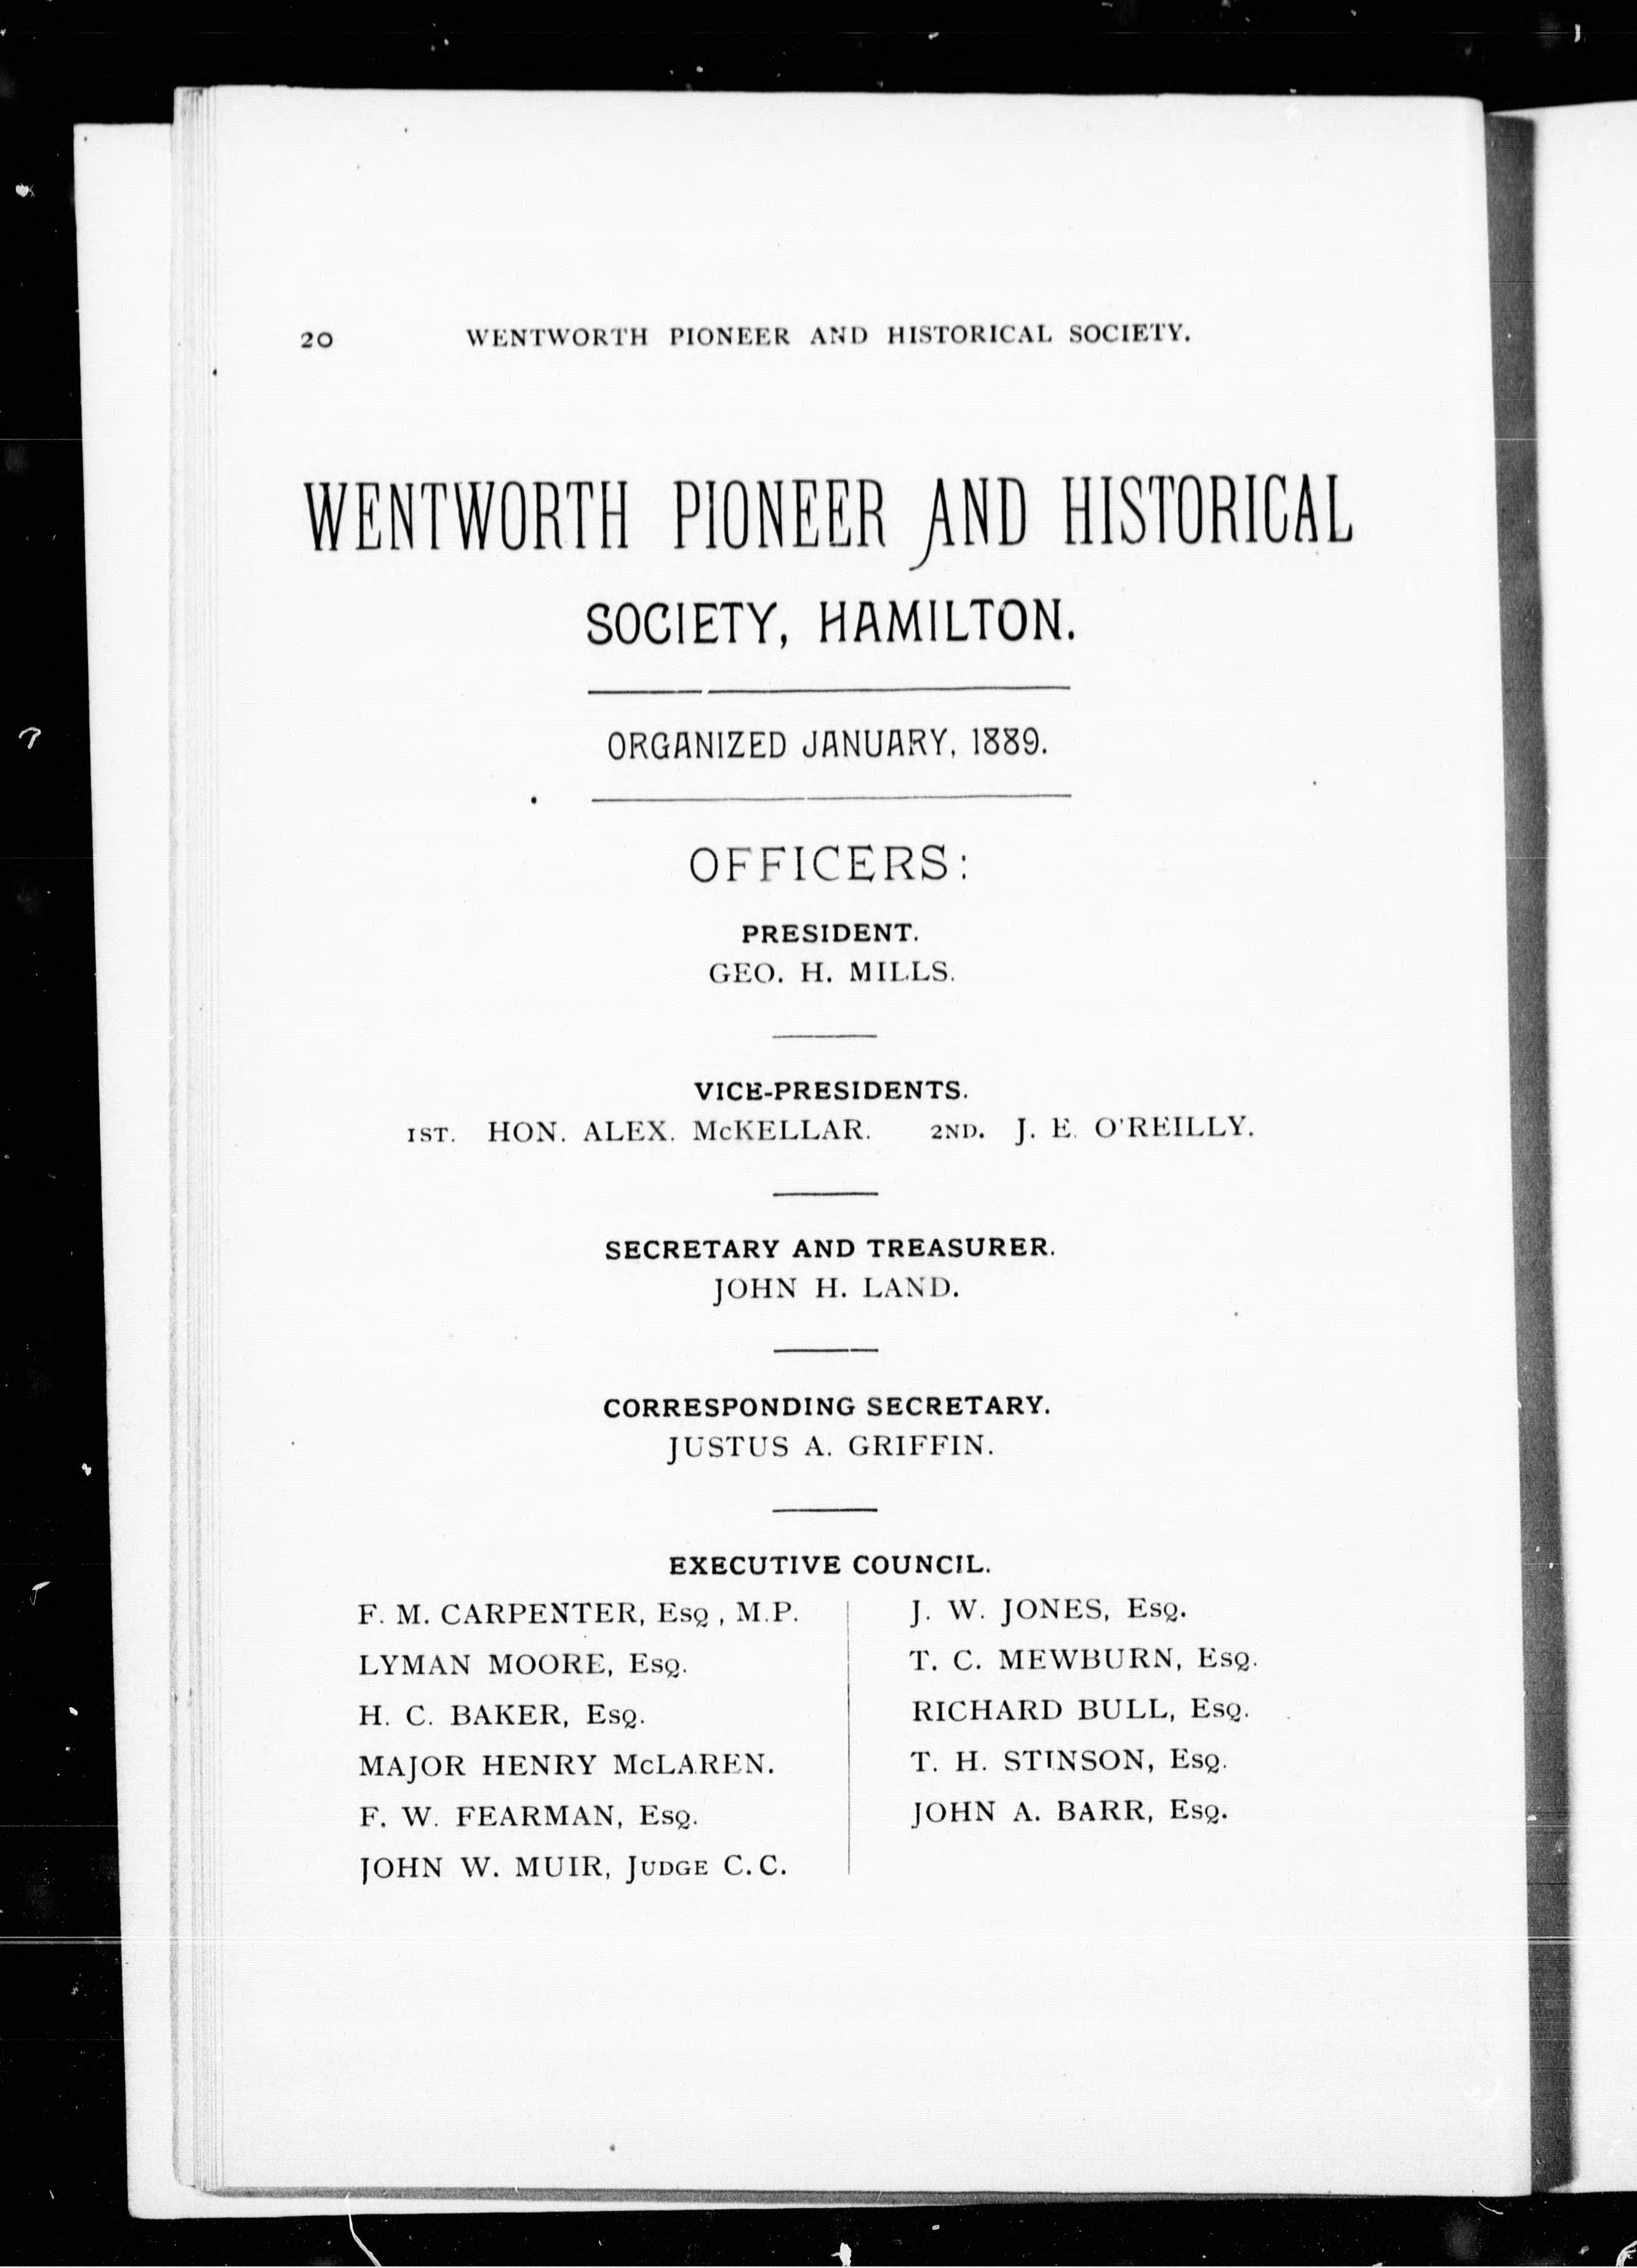 20 WENTWORTH PIONEER AND HISTORICAL SOCIETY.
WENTWORTH PIONEER AND HISTORICAL
SOCIETY, HAMILTON.
ORGANIZED JANUARY, 1889.
OFFICERS:
PRESIDENT.
GEO. H. MILLS.
VICE-PRESIDENTS.
1ST. HON. ALEX. McKELLAR. 2ND. J. E. O'REILLY.
SECRETARY AND TREASURER.
JOHN H. LAND.
CORRESPONDING SECRETARY.
JUSTUS A. GRIFFIN.
EXECUTIVE COUNCIL.
F. M. CARPENTER, Esq , M.P.
LYMAN MOORE, Esq.
H. C. BAKER, Esq.
MAJOR HENRY McLAREN.
F. W. FEARMAN, Esq.
JOHN W. MUIR, Judge C.C.
J. W. JONES, Esq.
T. C. MEWBURN, Esq.
RICHARD BULL, Esq.
T. H. STINSON, Esq.
JOHN A. BARR, Esq.